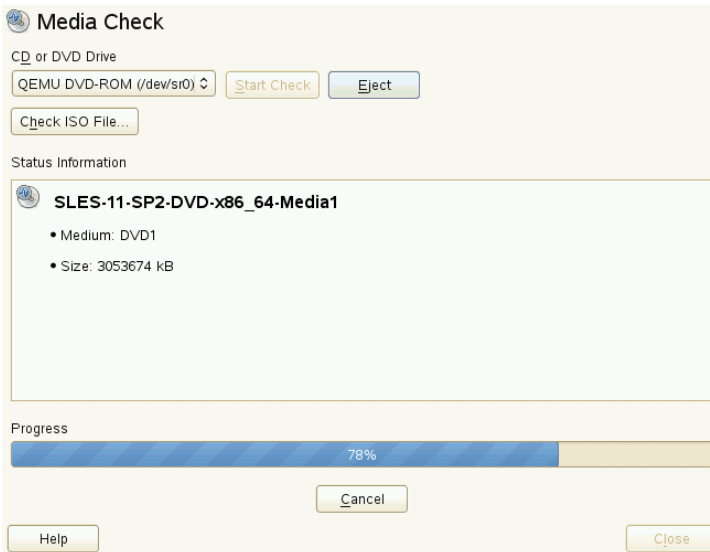 Media Check
CD or DVD Drive
QEMU DVD-ROM (/dev/sr0)
Start Check
Eject
Check ISO File...
Status Information
SLES-11-SP2-DVD-x86_64-Media1
• Medium: DVD1
• Size: 3053674 kB
Progress
78%
Cancel
Help
Close